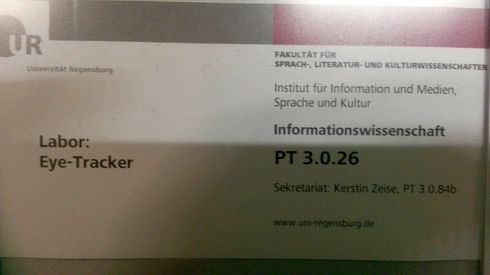 UR
Universität Regensburg
FAKULTÄT FÜR
SPRACH-, LITERATUR- UND KULTURWISSENSCHAFTEN
Institut für Information und Medien,
Sprache und Kultur
Informationswissenschaft
Labor:
Eye-Tracker
PT 3.0.26
Sekretariat: Kerstin Zeise, PT 3.0.84b
www.uni-regensburg.de